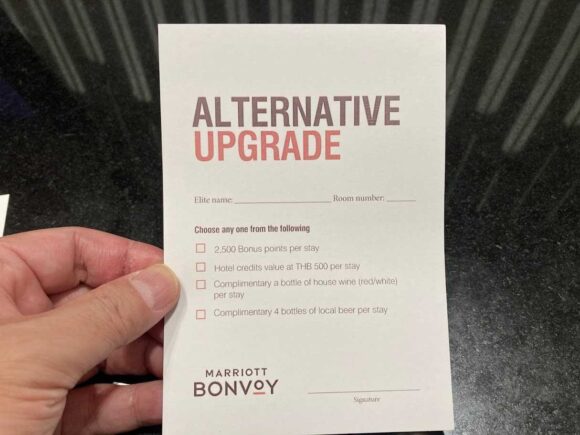 ALTERNATIVE
UPGRADE
Elite name: Room number:
Choose any one from the following
2,500 Bonus points per stay
Hotel credits value at THB 500 per stay
Complimentary a bottle of house wine (red/white)
per stay
Complimentary 4 bottles of local beer per stay
MARRIOTT
BONVOY
Signature